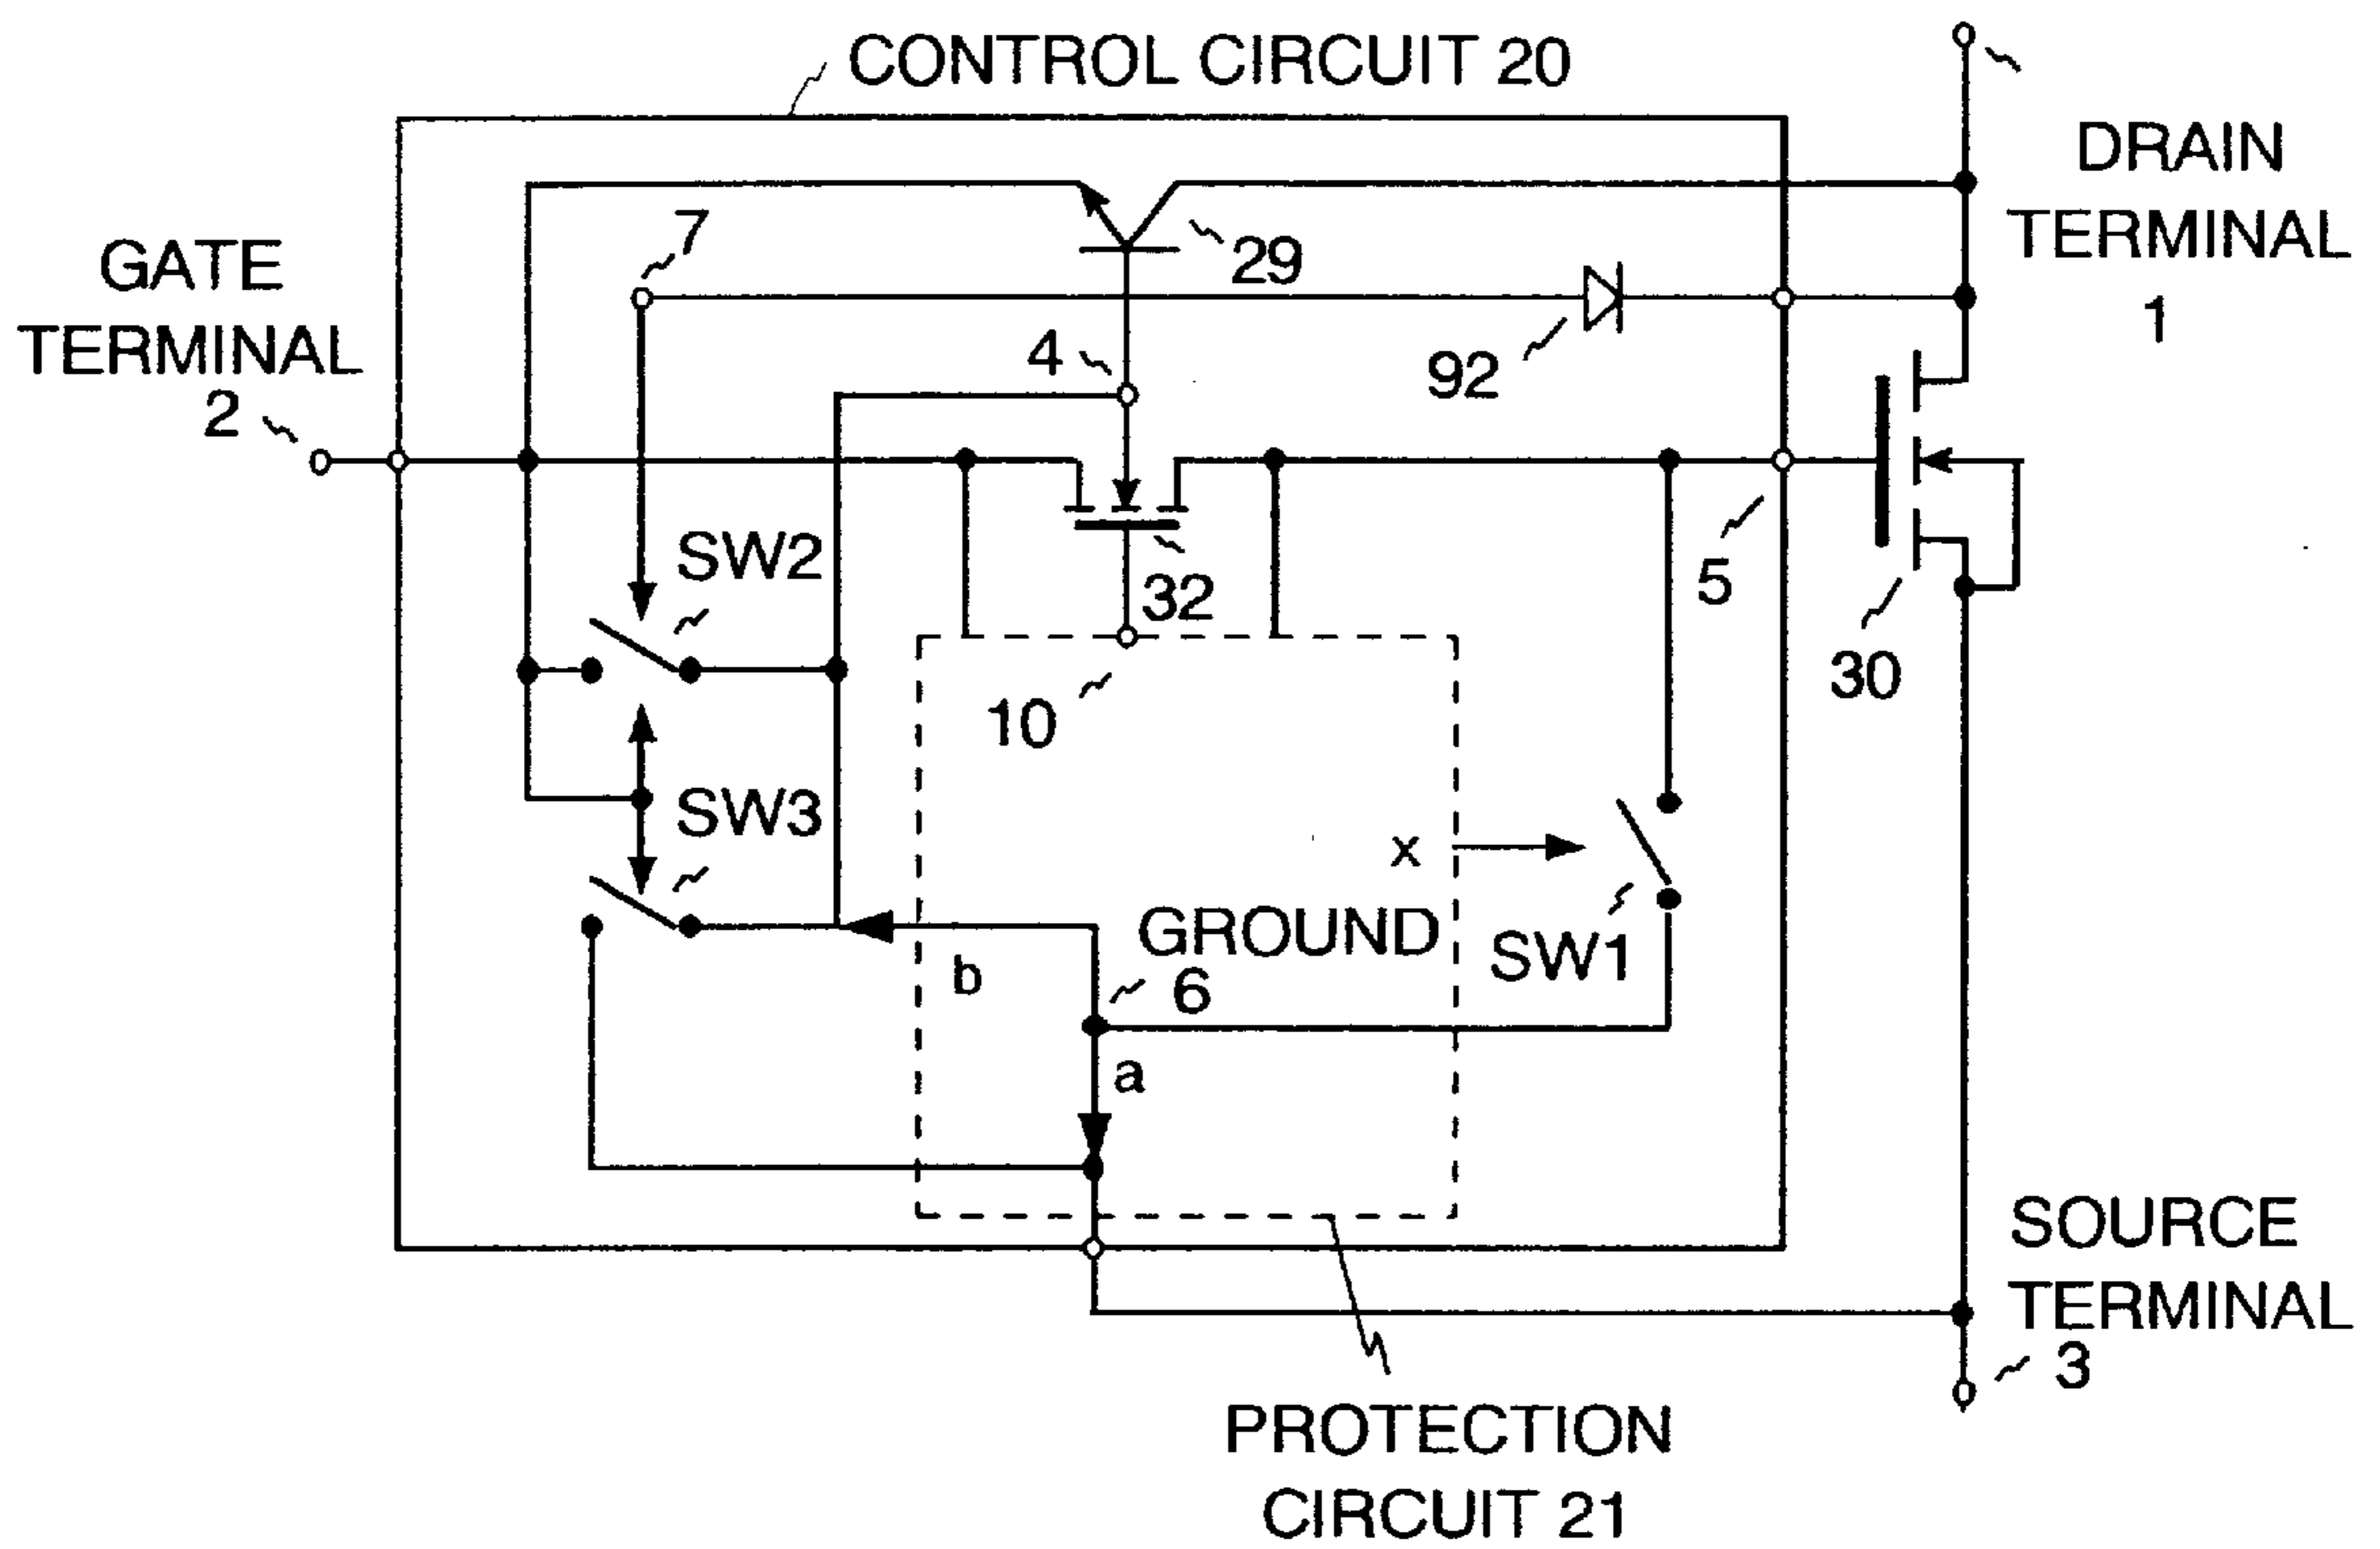 CONTROL CIRCUIT 20
DRAIN
TERMINAL
1
GATE
TERMINAL
2
7
29
4
92
SW2
32
5
30
10
SW3
x
GROUND
6
SW1
b
a
SOURCE
TERMINAL
3
PROTECTION
CIRCUIT 21